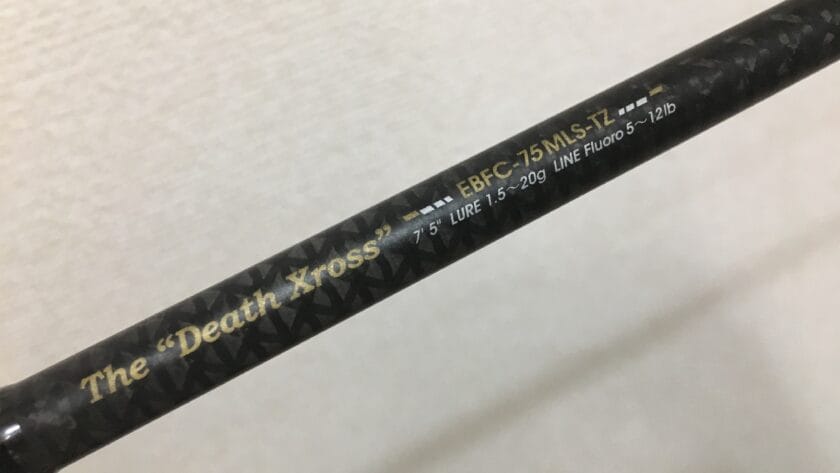 The “Death Xross”
EBFC-75MLS-TZ
7' 5" LURE 1.5～20g LINE Fluoro 5～12lb